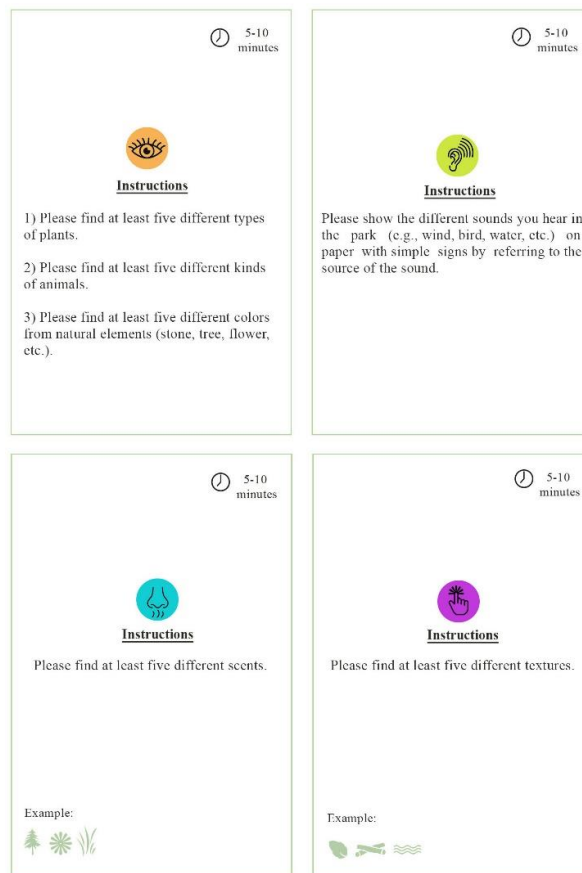 5-10
minutes
Instructions
1) Please find at least five different types
of plants.
2) Please find at least five different kinds
of animals.
3) Please find at least five different colors
from natural elements (stone, tree, flower,
etc.).
5-10
minutes
Instructions
Please show the different sounds you hear in
the park (e.g., wind, bird, water, etc.) on
paper with simple signs by referring to the
source of the sound.
5-10
minutes
Instructions
Please find at least five different scents.
Example:
5-10
minutes
Instructions
Please find at least five different textures.
Example: